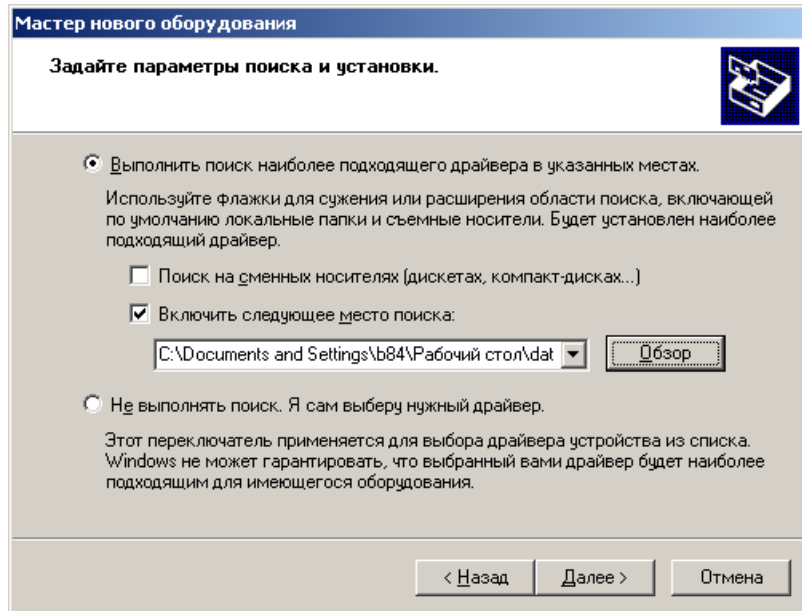 Мастер нового оборудования
Задайте параметры поиска и установки.
Выполнить поиск наиболее подходящего драйвера в указанных местах.
Используйте флажки для сужения или расширения области поиска, включающей
по умолчанию локальные папки и съемные носители. Будет установлен наиболее
подходящий драйвер.
Поиск на сменных носителях (дискетах, компакт-дисках...)
Включить следующее место поиска:
C:\Documents and Settings\b84\Рабочий стол\dat
Обзор
Не выполнять поиск. Я сам выберу нужный драйвер.
Этот переключатель применяется для выбора драйвера устройства из списка.
Windows не может гарантировать, что выбранный вами драйвер будет наиболее
подходящим для имеющегося оборудования.
< Назад Далее > Отмена